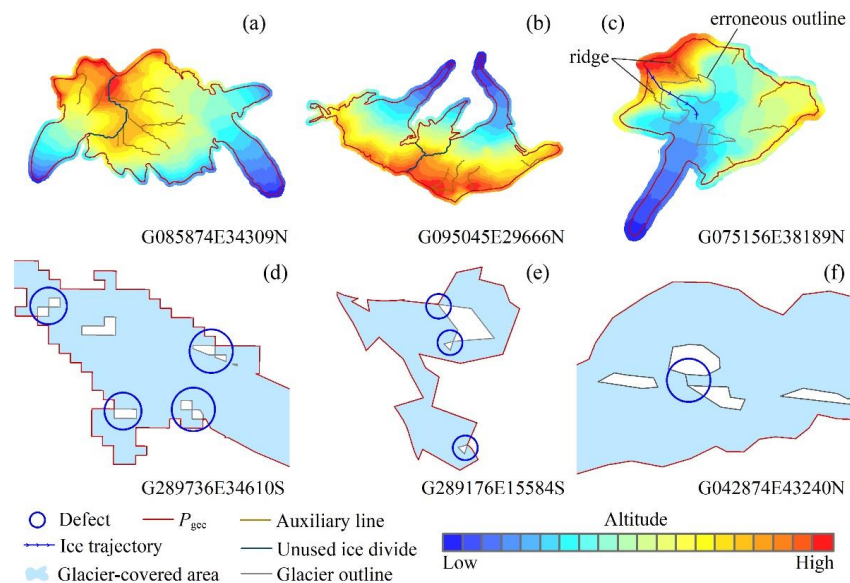 (a)
(b)
(c)
erroneous outline
ridge
G085874E34309N
G095045E29666N
G075156E38189N
(d)
(e)
(f)
G289736E34610S
G289176E15584S
G042874E43240N
Defect
P_gec
Auxiliary line
Altitude
Ice trajectory
Unused ice divide
Glacier-covered area
Glacier outline
Low
High